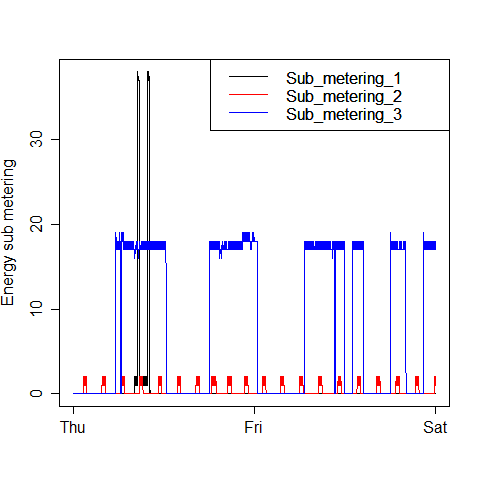 Sub_metering_1
Sub_metering_2
Sub_metering_3
Energy sub metering
30
20
10
0
Thu Fri Sat